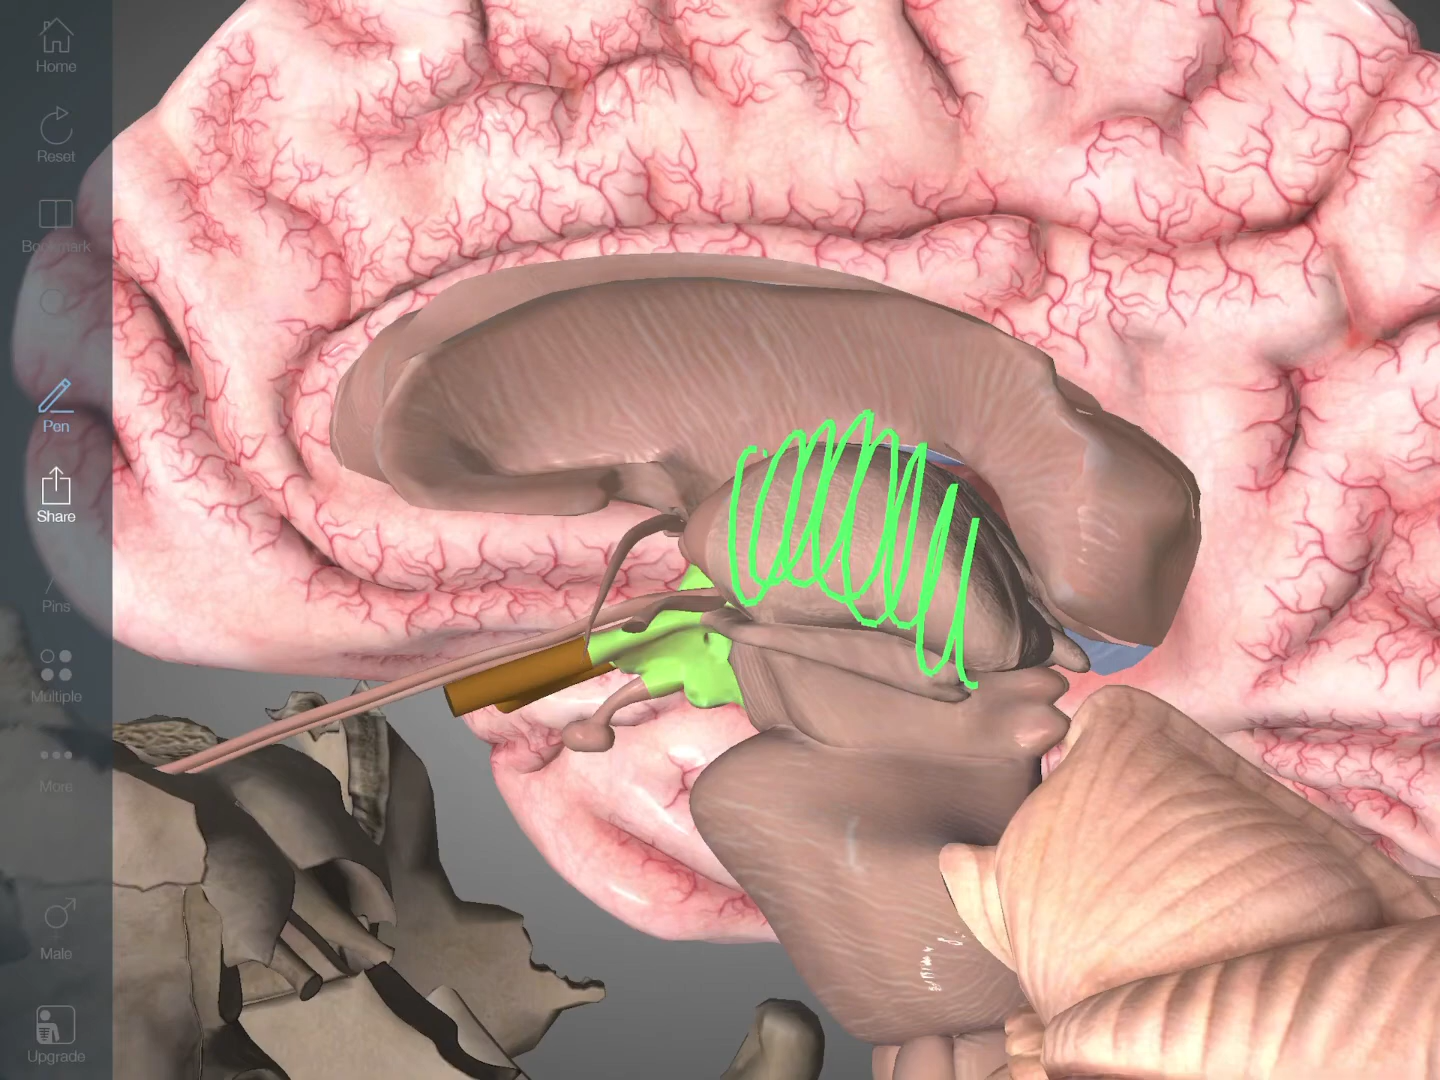 Home
Reset
Bookmark
Pen
Share
Pins
Multiple
More
Male
Upgrade